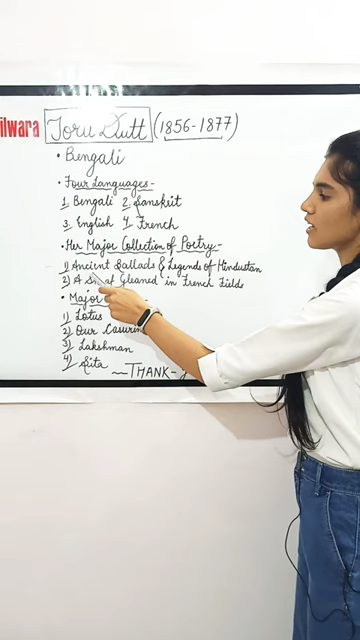 ilwara
Toru Dutt (1856-1877)
• Bengali
• Four Languages-
1. Bengali 2. Sanskrit
3. English 4. French
• Her Major Collection of Poetry-
1) Ancient Ballads & Legends of Hindustan
2) A Gleaned in French Fields
• Major
1) Lotus
2) Our Casurin
3) Lakshman
4) Sita
~THANK-